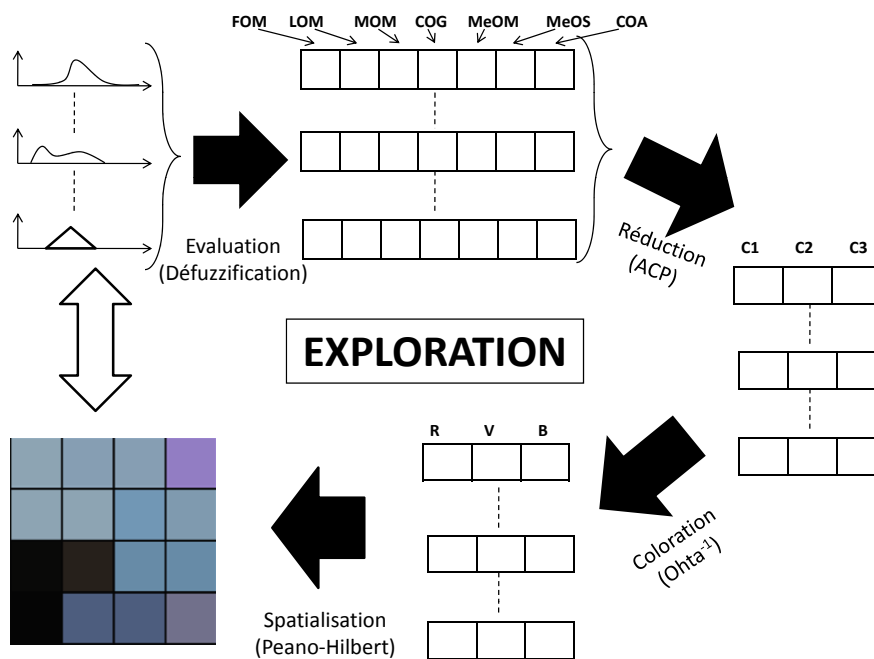 FOM LOM MOM COG MeOM MeOS COA
Evaluation
(Défuzzification)
Réduction
(ACP)
C1 C2 C3
EXPLORATION
R V B
Coloration
(Ohta⁻¹)
Spatialisation
(Peano-Hilbert)